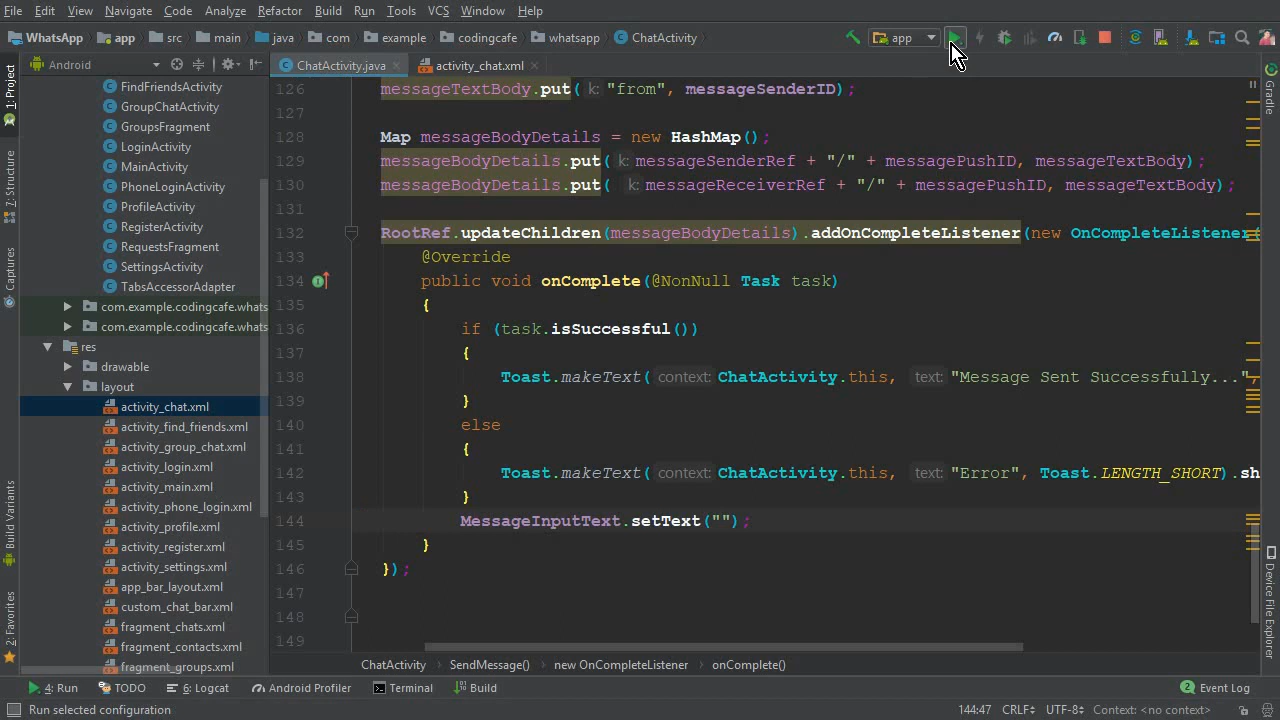 File Edit View Navigate Code Analyze Refactor Build Run Tools VCS Window Help
WhatsApp app src main java com example codingcafe whatsapp ChatActivity app
1: Project
7: Structure
Captures
Build Variants
2: Favorites
Android
FindFriendsActivity
GroupChatActivity
GroupsFragment
LoginActivity
MainActivity
PhoneLoginActivity
ProfileActivity
RegisterActivity
RequestsFragment
SettingsActivity
TabsAccessorAdapter
com.example.codingcafe.whats
com.example.codingcafe.whats
res
drawable
layout
activity_chat.xml
activity_find_friends.xml
activity_group_chat.xml
activity_login.xml
activity_main.xml
activity_phone_login.xml
activity_profile.xml
activity_register.xml
activity_settings.xml
app_bar_layout.xml
custom_chat_bar.xml
fragment_chats.xml
fragment_contacts.xml
fragment_groups.xml
ChatActivity.java activity_chat.xml
126 messageTextBody.put( k: "from", messageSenderID);
127
128 Map messageBodyDetails = new HashMap();
129 messageBodyDetails.put( k: messageSenderRef + "/" + messagePushID, messageTextBody);
130 messageBodyDetails.put( k: messageReceiverRef + "/" + messagePushID, messageTextBody);
131
132 RootRef.updateChildren(messageBodyDetails).addOnCompleteListener(new OnCompleteListener(
133 @Override
134 public void onComplete(@NonNull Task task)
135 {
136 if (task.isSuccessful())
137 {
138 Toast.makeText( context: ChatActivity.this, text: "Message Sent Successfully...",
139 }
140 else
141 {
142 Toast.makeText( context: ChatActivity.this, text: "Error", Toast.LENGTH_SHORT).sh
143 }
144 MessageInputText.setText("");
145 }
146 });
147
148
149
ChatActivity SendMessage() new OnCompleteListener onComplete()
Gradle
Device File Explorer
4: Run TODO 6: Logcat Android Profiler Terminal Build 2 Event Log
Run selected configuration 144:47 CRLF UTF-8 Context: <no context>